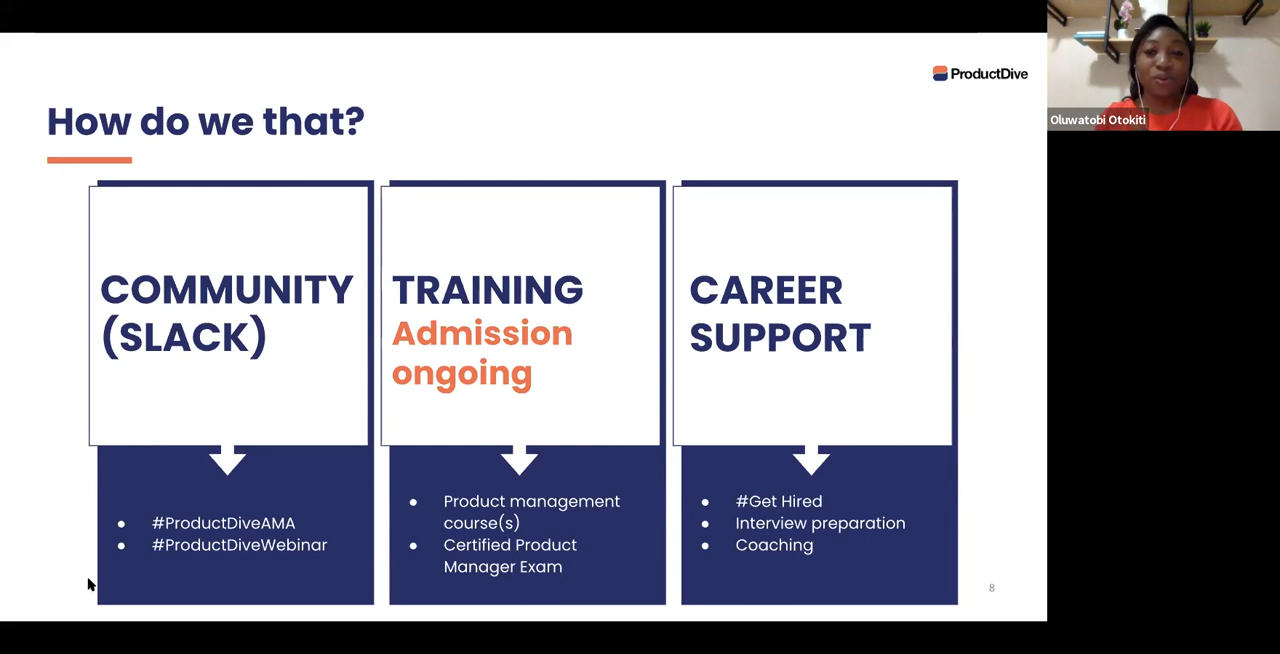 ProductDive
Oluwatobi Otokiti
How do we that?
COMMUNITY
(SLACK)
#ProductDiveAMA
#ProductDiveWebinar
TRAINING
Admission
ongoing
Product management
course(s)
Certified Product
Manager Exam
CAREER
SUPPORT
#Get Hired
Interview preparation
Coaching
8